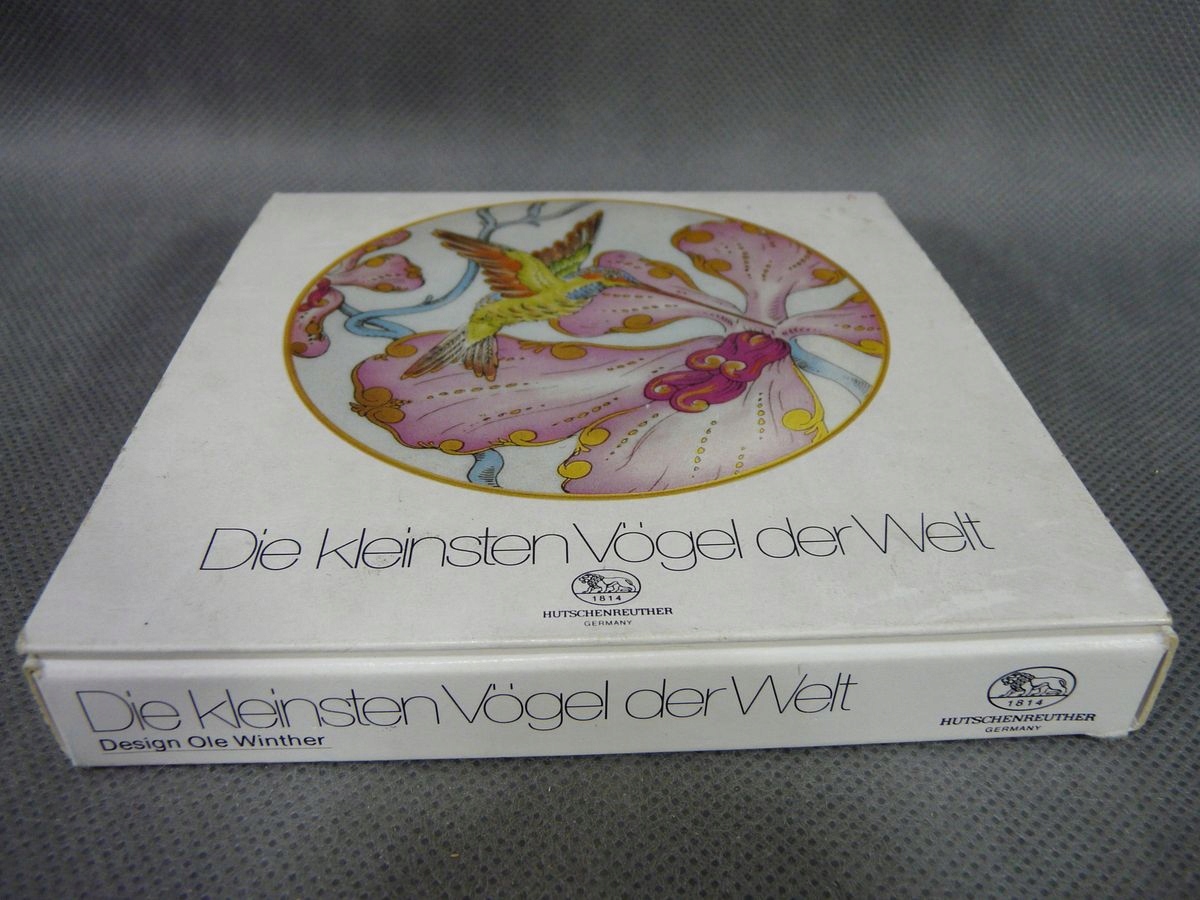 Die kleinsten Vögel der Welt
1814
HUTSCHENREUTHER
GERMANY
Die kleinsten Vögel der Welt
Design Ole Winther
1814
HUTSCHENREUTHER
GERMANY